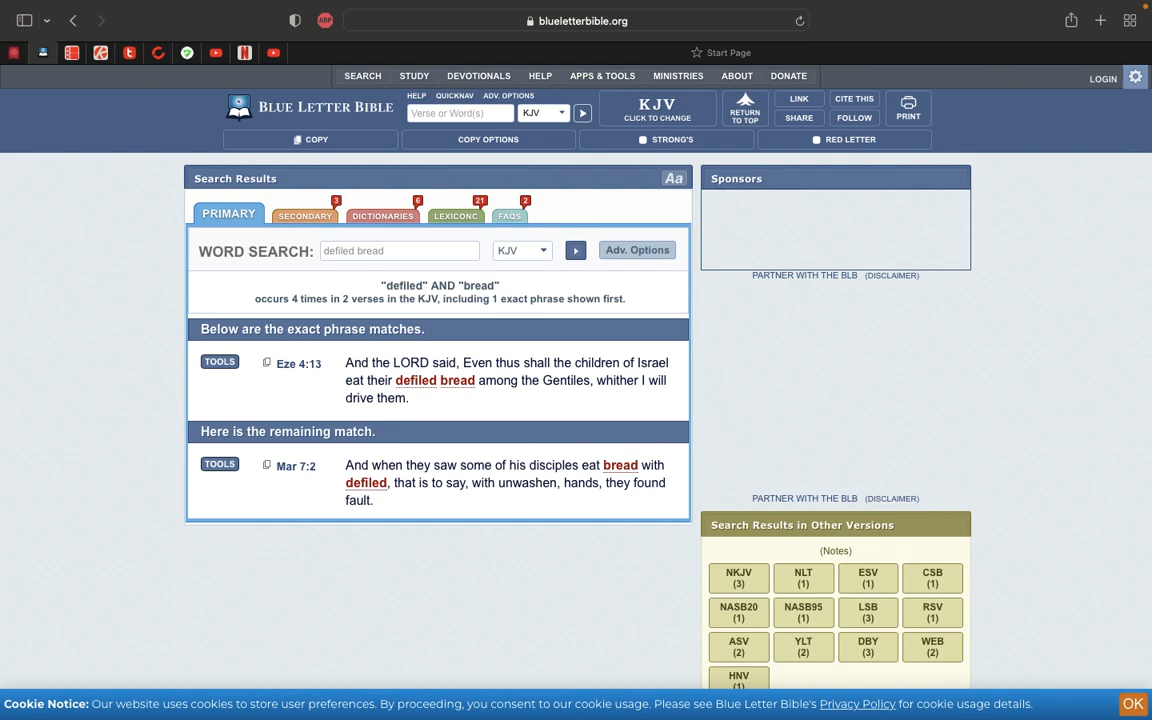 blueletterbible.org
ABP
Start Page
SEARCH STUDY DEVOTIONALS HELP APPS & TOOLS MINISTRIES ABOUT DONATE
LOGIN
BLUE LETTER BIBLE
HELP QUICKNAV ADV. OPTIONS
Verse or Word(s)
KJV
KJV
CLICK TO CHANGE
RETURN
TO TOP
LINK
CITE THIS
SHARE
FOLLOW
PRINT
COPY
COPY OPTIONS
STRONG'S
RED LETTER
Search Results
Aa
PRIMARY
SECONDARY 3
DICTIONARIES 6
LEXICONC 21
FAQS 2
WORD SEARCH: defiled bread KJV Adv. Options
"defiled" AND "bread"
occurs 4 times in 2 verses in the KJV, including 1 exact phrase shown first.
Below are the exact phrase matches.
TOOLS Eze 4:13 And the LORD said, Even thus shall the children of Israel
eat their defiled bread among the Gentiles, whither I will
drive them.
Here is the remaining match.
TOOLS Mar 7:2 And when they saw some of his disciples eat bread with
defiled, that is to say, with unwashen, hands, they found
fault.
Sponsors
PARTNER WITH THE BLB (DISCLAIMER)
PARTNER WITH THE BLB (DISCLAIMER)
Search Results in Other Versions
(Notes)
NKJV
(3)
NLT
(1)
ESV
(1)
CSB
(1)
NASB20
(1)
NASB95
(1)
LSB
(3)
RSV
(1)
ASV
(2)
YLT
(2)
DBY
(3)
WEB
(2)
HNV
(1)
Cookie Notice: Our website uses cookies to store user preferences. By proceeding, you consent to our cookie usage. Please see Blue Letter Bible's Privacy Policy for cookie usage details.
OK